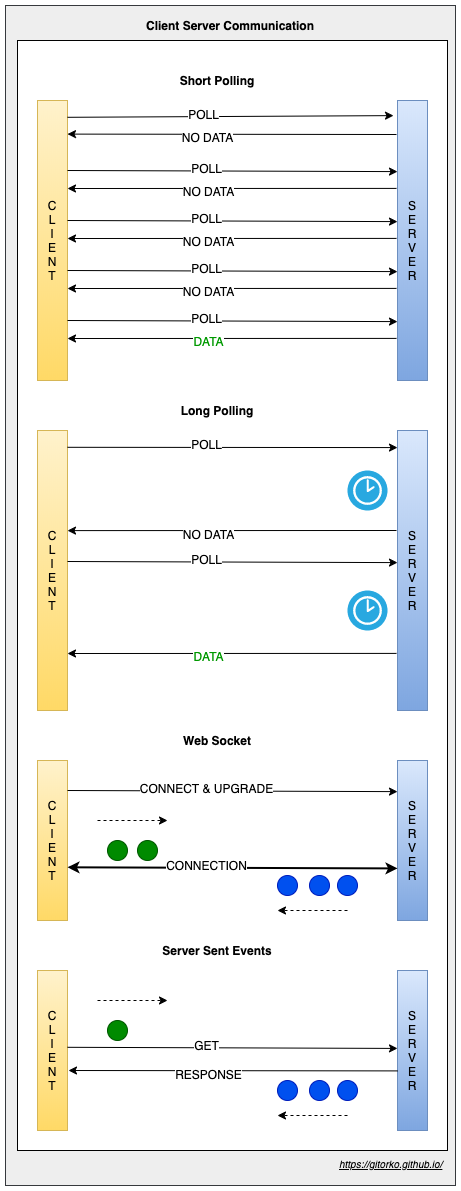 Client Server Communication
Short Polling
POLL
NO DATA
POLL
NO DATA
POLL
NO DATA
POLL
NO DATA
POLL
DATA
CLIENT
SERVER
Long Polling
POLL
NO DATA
POLL
DATA
CLIENT
SERVER
Web Socket
CONNECT & UPGRADE
CONNECTION
CLIENT
SERVER
Server Sent Events
GET
RESPONSE
CLIENT
SERVER
https://gitorko.github.io/